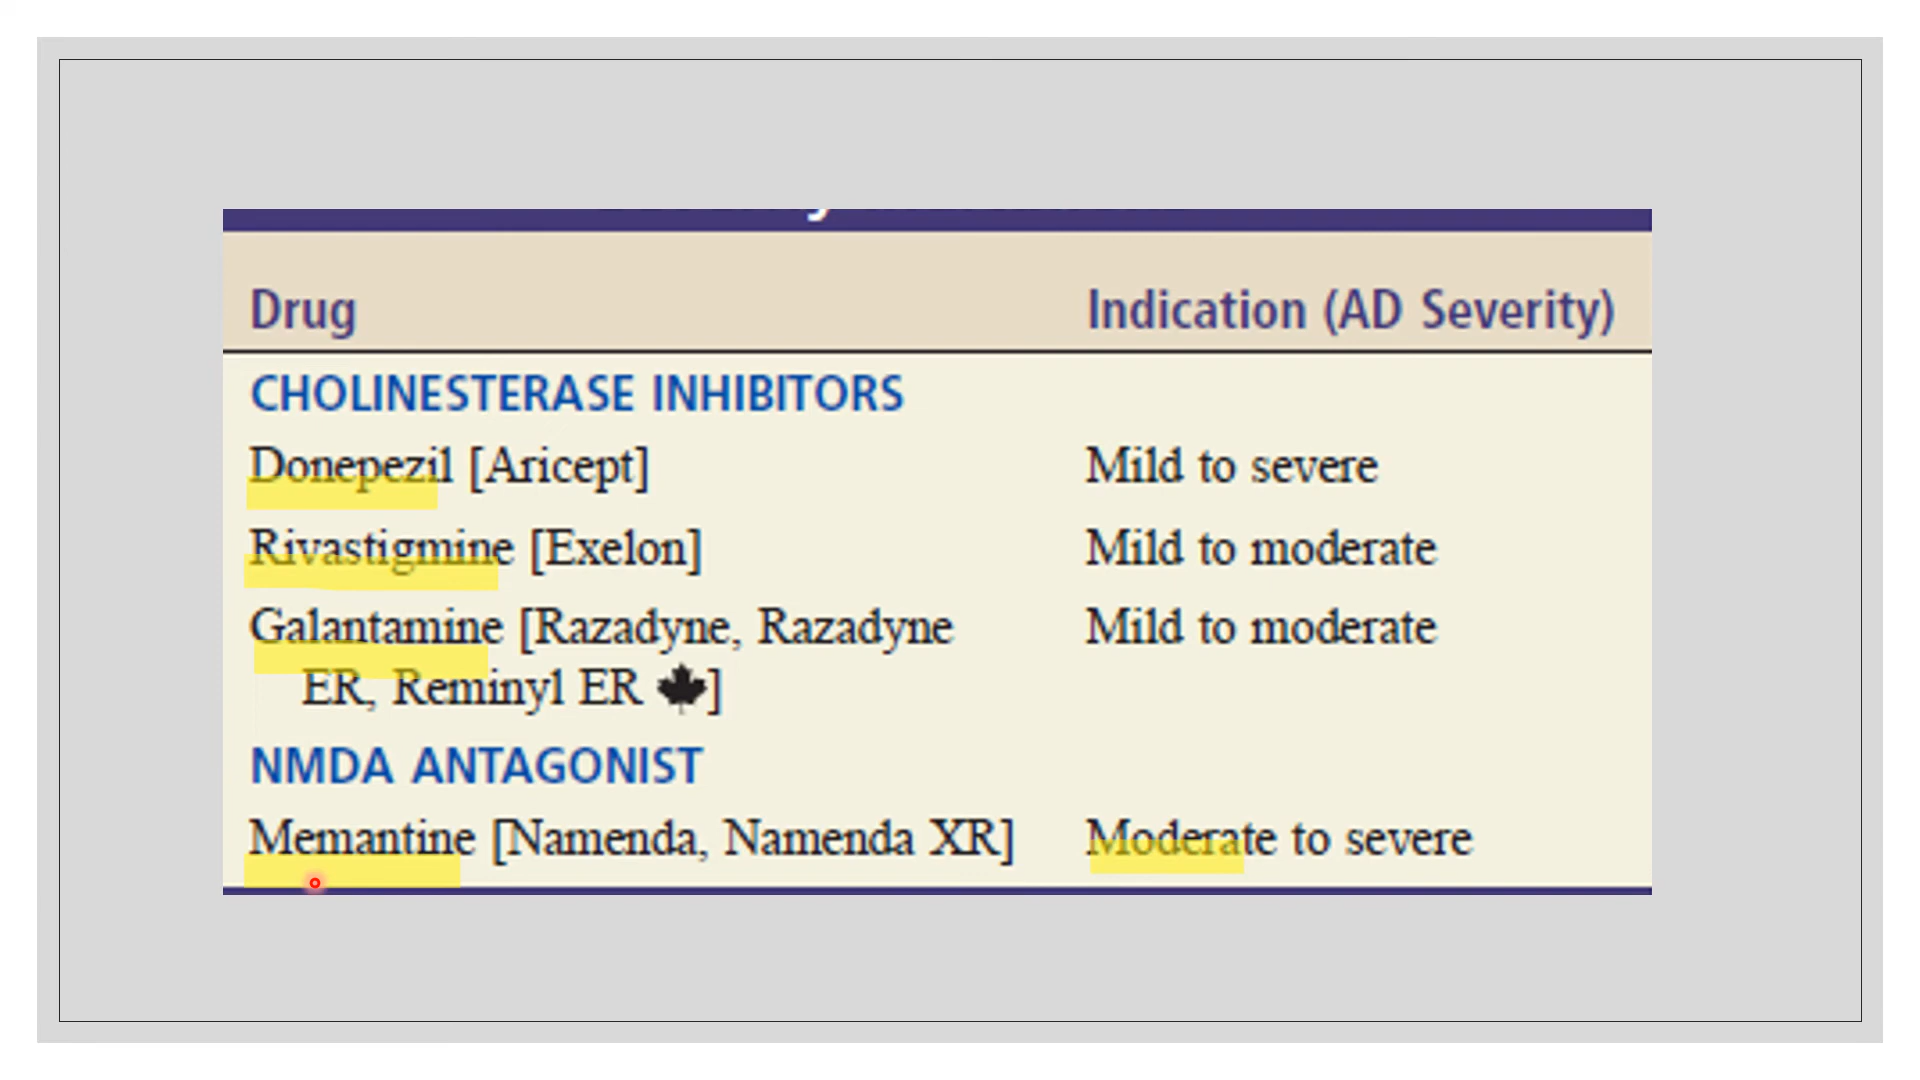 Drug Indication (AD Severity)
CHOLINESTERASE INHIBITORS
Donepezil [Aricept] Mild to severe
Rivastigmine [Exelon] Mild to moderate
Galantamine [Razadyne, Razadyne Mild to moderate
ER, Reminyl ER 🍁]
NMDA ANTAGONIST
Memantine [Namenda, Namenda XR] Moderate to severe